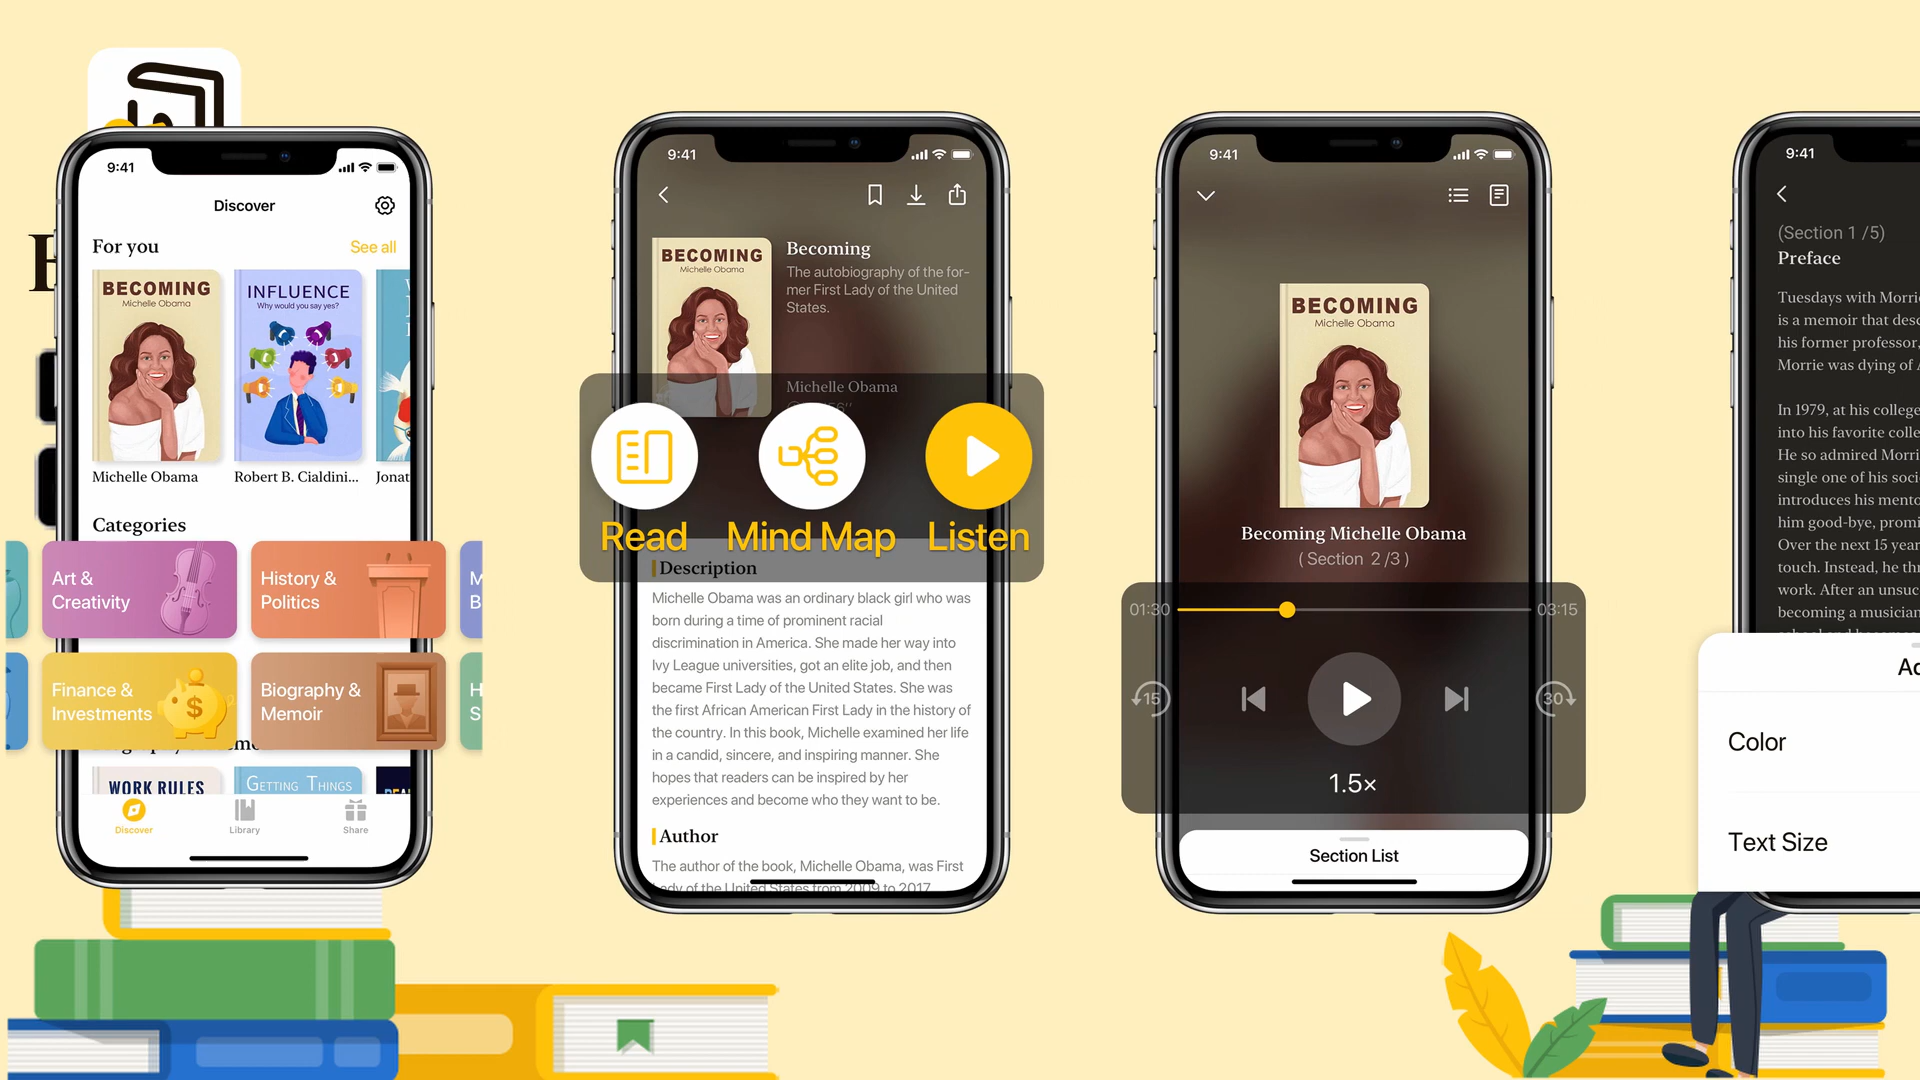 9:41
Discover
For you
See all
BECOMING
Michelle Obama
INFLUENCE
Why would you say yes?
Michelle Obama
Robert B. Cialdini...
Jonat
Categories
Art &
Creativity
History &
Politics
M
B
Finance &
Investments
Biography &
Memoir
H
S
WORK RULES
GETTING THINGS
Discover
Library
Share
9:41
BECOMING
Michelle Obama
Becoming
The autobiography of the for-
mer First Lady of the United
States.
Michelle Obama
Read
Mind Map
Listen
Description
Michelle Obama was an ordinary black girl who was
born during a time of prominent racial
discrimination in America. She made her way into
Ivy League universities, got an elite job, and then
became First Lady of the United States. She was
the first African American First Lady in the history of
the country. In this book, Michelle examined her life
in a candid, sincere, and inspiring manner. She
hopes that readers can be inspired by her
experiences and become who they want to be.
Author
The author of the book, Michelle Obama, was First
Lady of the United States from 2009 to 2017
9:41
BECOMING
Michelle Obama
Becoming Michelle Obama
( Section 2 /3 )
01:30
03:15
15
30
1.5×
Section List
9:41
(Section 1 /5)
Preface
Tuesdays with Morri
is a memoir that desc
his former professor,
Morrie was dying of A
In 1979, at his college
into his favorite colle
He so admired Morri
single one of his soci
introduces his mento
him good-bye, promi
Over the next 15 year
touch. Instead, he thr
work. After an unsuc
becoming a musician
Color
Text Size